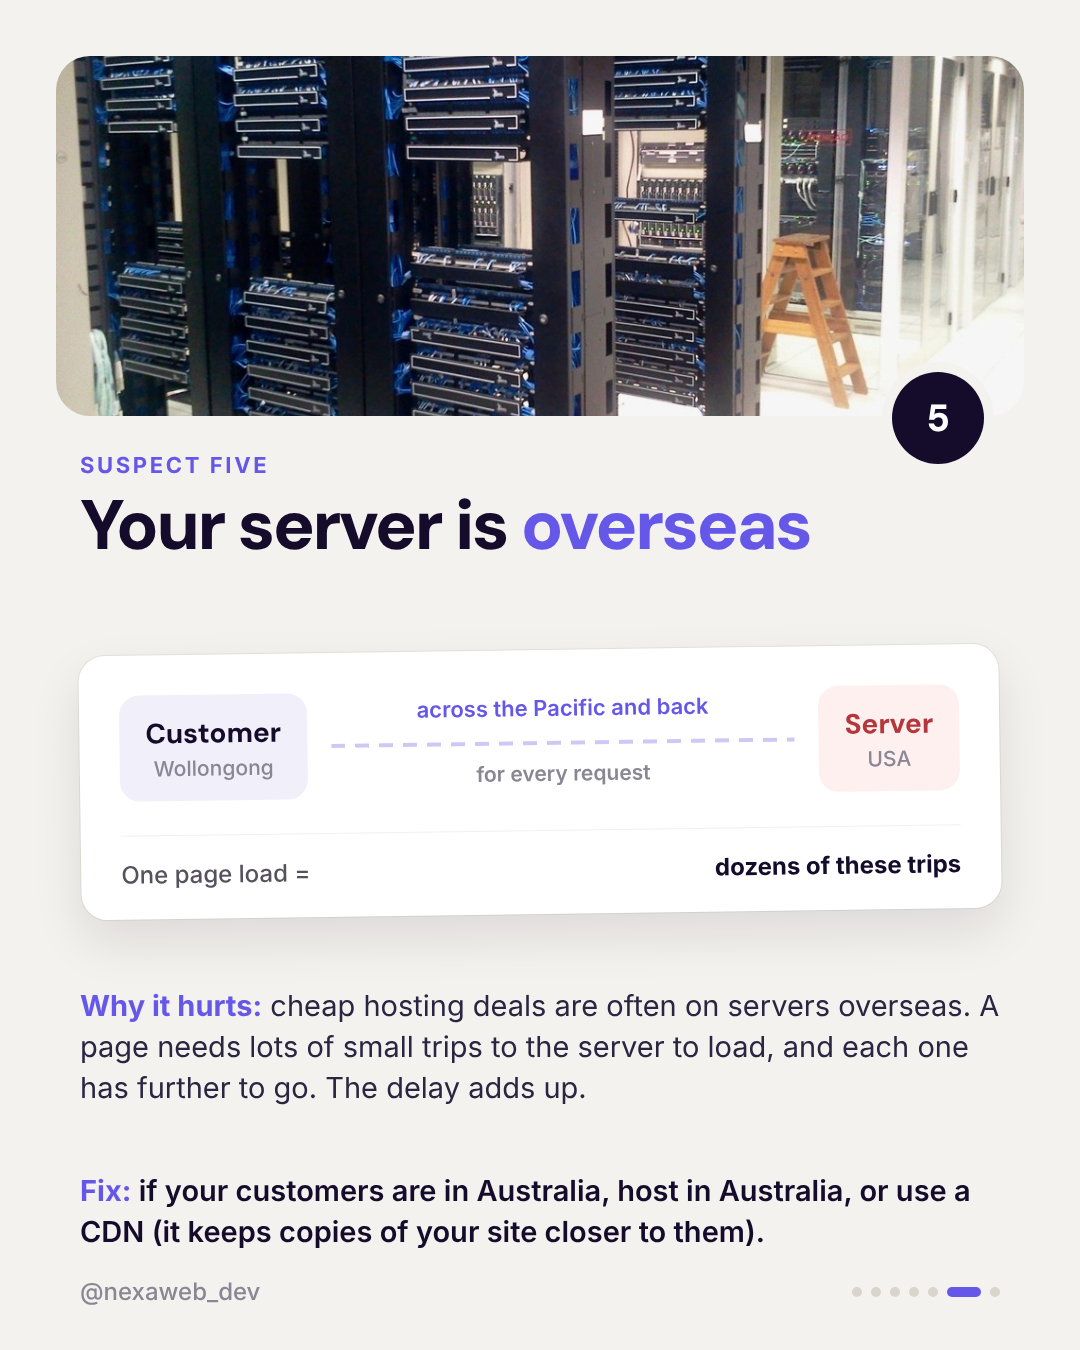 5
SUSPECT FIVE
Your server is overseas
Customer
Wollongong
across the Pacific and back
for every request
Server
USA
One page load =
dozens of these trips
Why it hurts: cheap hosting deals are often on servers overseas. A
page needs lots of small trips to the server to load, and each one
has further to go. The delay adds up.
Fix: if your customers are in Australia, host in Australia, or use a
CDN (it keeps copies of your site closer to them).
@nexaweb_dev